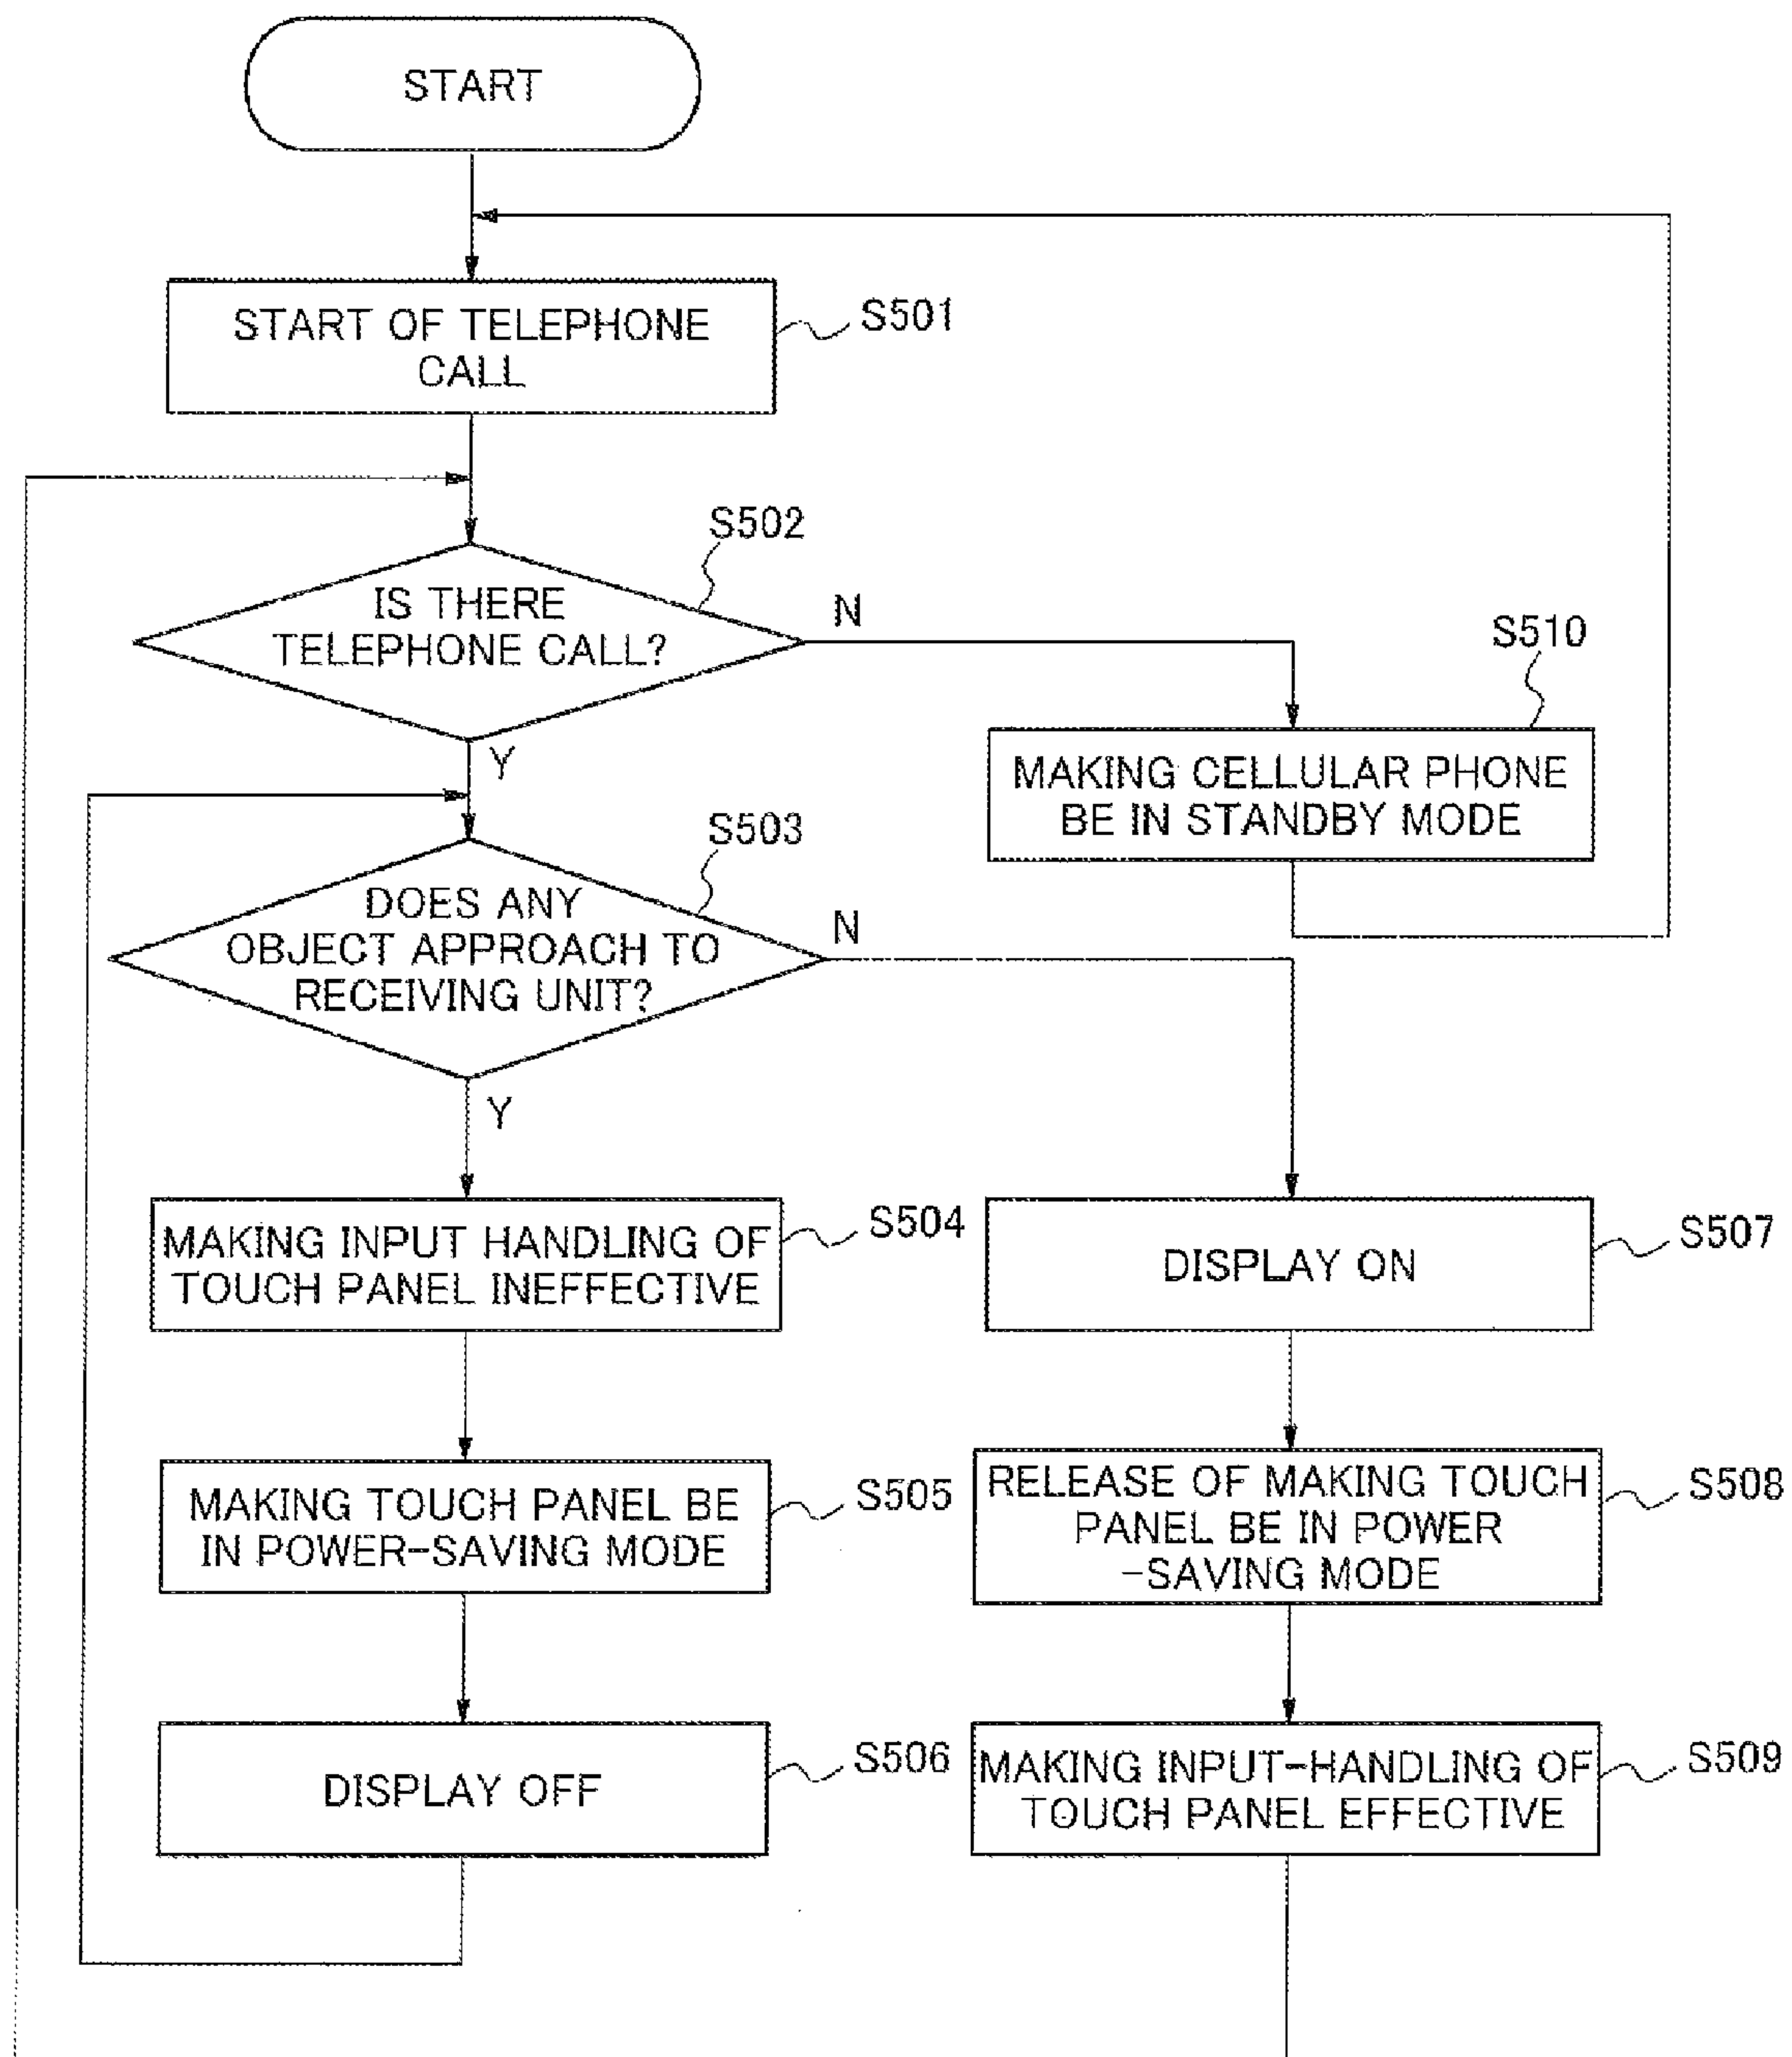 START
START OF TELEPHONE
CALL
S501
S502
IS THERE
TELEPHONE CALL?
N
Y
S510
MAKING CELLULAR PHONE
BE IN STANDBY MODE
S503
DOES ANY
OBJECT APPROACH TO
RECEIVING UNIT?
N
Y
MAKING INPUT HANDLING OF
TOUCH PANEL INEFFECTIVE
S504
DISPLAY ON
S507
MAKING TOUCH PANEL BE
IN POWER-SAVING MODE
S505
RELEASE OF MAKING TOUCH
PANEL BE IN POWER
-SAVING MODE
S508
DISPLAY OFF
S506
MAKING INPUT-HANDLING OF
TOUCH PANEL EFFECTIVE
S509